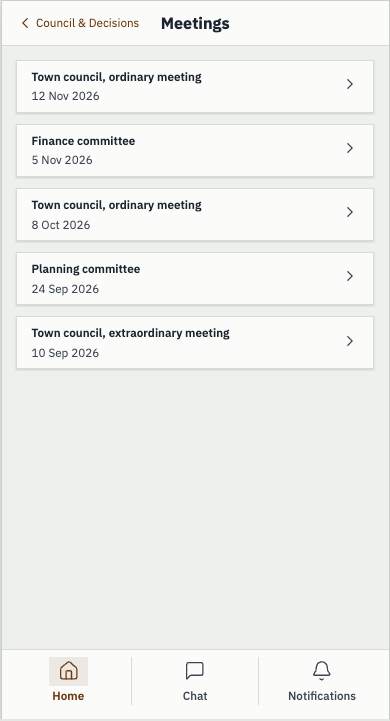 Council & Decisions Meetings
Town council, ordinary meeting
12 Nov 2026
Finance committee
5 Nov 2026
Town council, ordinary meeting
8 Oct 2026
Planning committee
24 Sep 2026
Town council, extraordinary meeting
10 Sep 2026
Home Chat Notifications